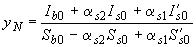 y_N = \frac{I_{b0} + \alpha_{s2} I_{s0} + \alpha_{s1} I'_{s0}}{S_{b0} - \alpha_{s2} S_{s0} + \alpha_{s1} S'_{s0}}